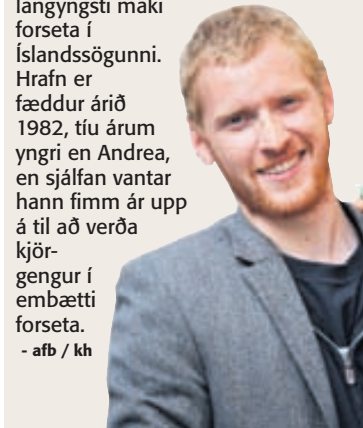 langyngsti maki
forseta í
Íslandssögunni.
Hrafn er
fæddur árið
1982, tíu árum
yngri en Andrea,
en sjálfan vantar
hann fimm ár upp
á til að verða
kjör-
gengur í
embætti
forseta.
- afb / kh